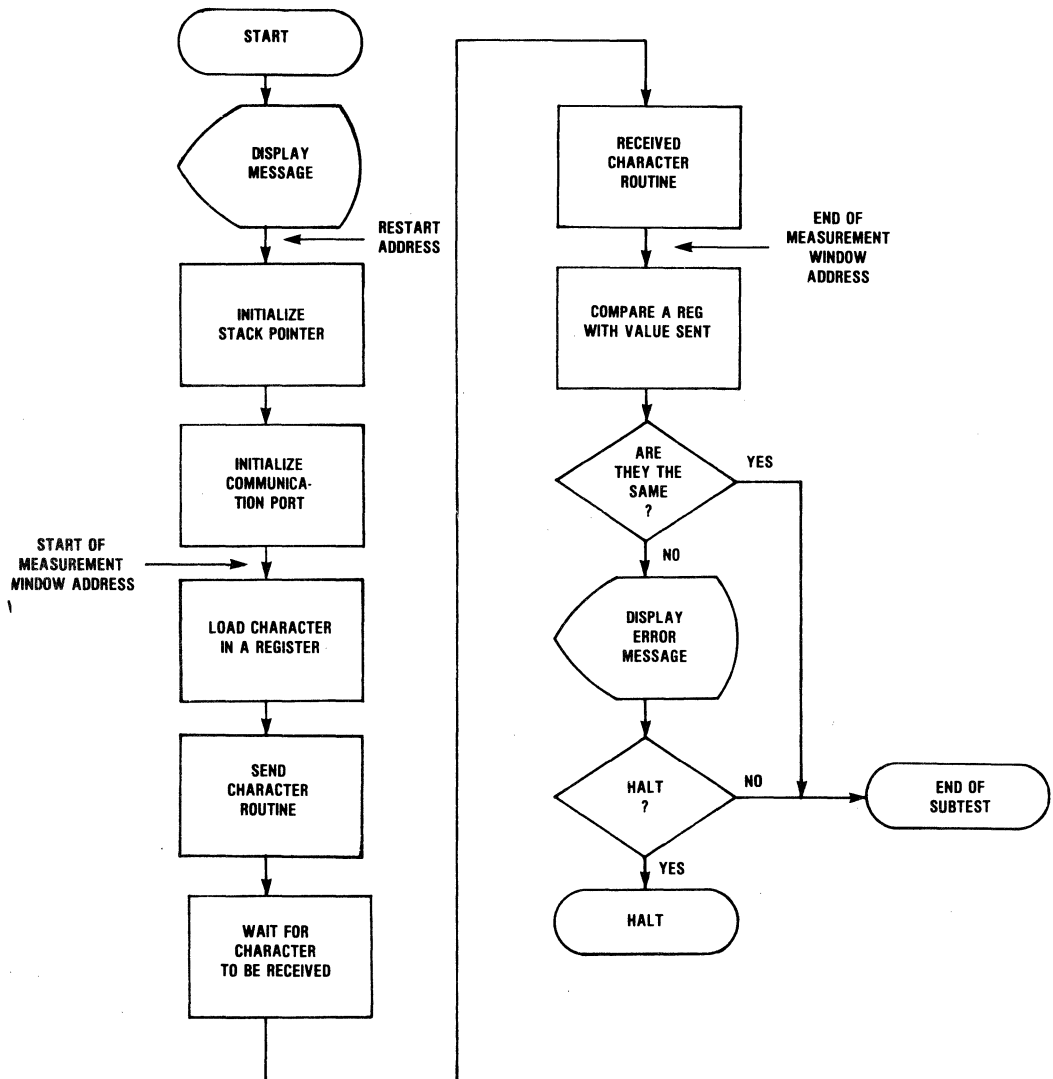 START
DISPLAY
MESSAGE
RESTART
ADDRESS
INITIALIZE
STACK POINTER
INITIALIZE
COMMUNICA-
TION PORT
START OF
MEASUREMENT
WINDOW ADDRESS
LOAD CHARACTER
IN A REGISTER
SEND
CHARACTER
ROUTINE
WAIT FOR
CHARACTER
TO BE RECEIVED
RECEIVED
CHARACTER
ROUTINE
END OF
MEASUREMENT
WINDOW
ADDRESS
COMPARE A REG
WITH VALUE SENT
ARE
THEY THE
SAME
?
YES
NO
DISPLAY
ERROR
MESSAGE
HALT
?
NO
END OF
SUBTEST
YES
HALT